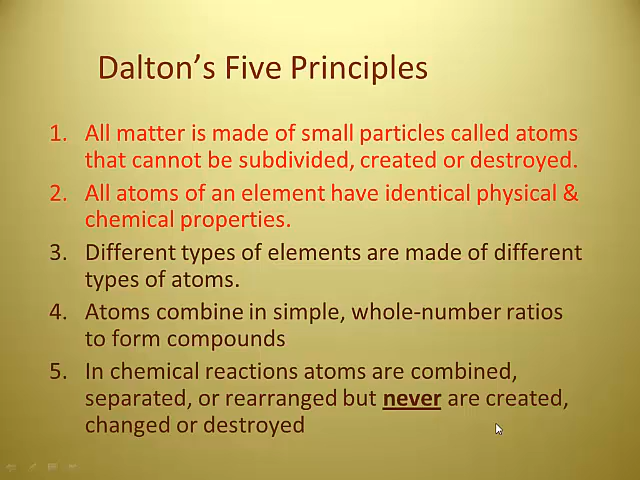 Dalton’s Five Principles
1. All matter is made of small particles called atoms
that cannot be subdivided, created or destroyed.
2. All atoms of an element have identical physical &
chemical properties.
3. Different types of elements are made of different
types of atoms.
4. Atoms combine in simple, whole-number ratios
to form compounds
5. In chemical reactions atoms are combined,
separated, or rearranged but never are created,
changed or destroyed